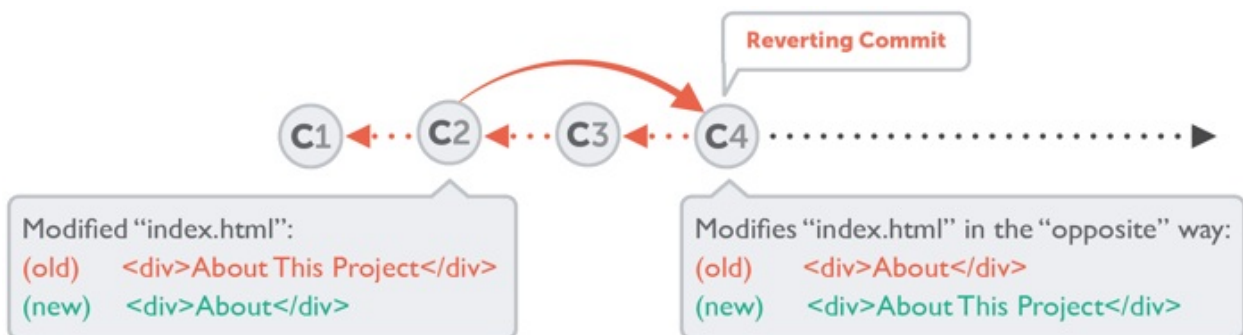 Reverting Commit
C1
C2
C3
C4
Modified “index.html”:
(old) <div>About This Project</div>
(new) <div>About</div>
Modifies “index.html” in the “opposite” way:
(old) <div>About</div>
(new) <div>About This Project</div>